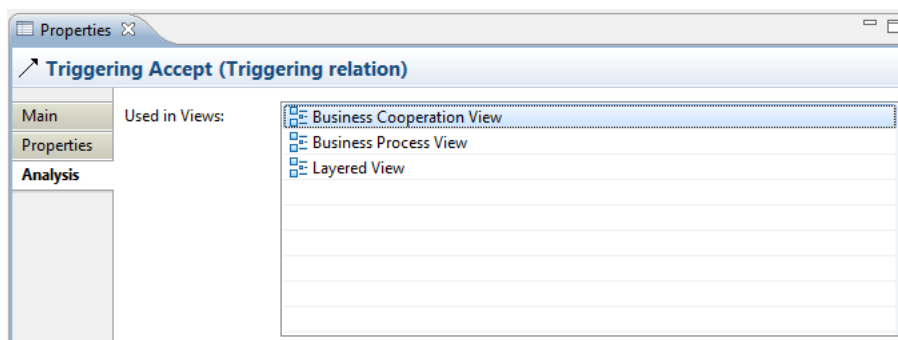 Properties
Triggering Accept (Triggering relation)
Main
Used in Views:
Business Cooperation View
Properties
Business Process View
Analysis
Layered View